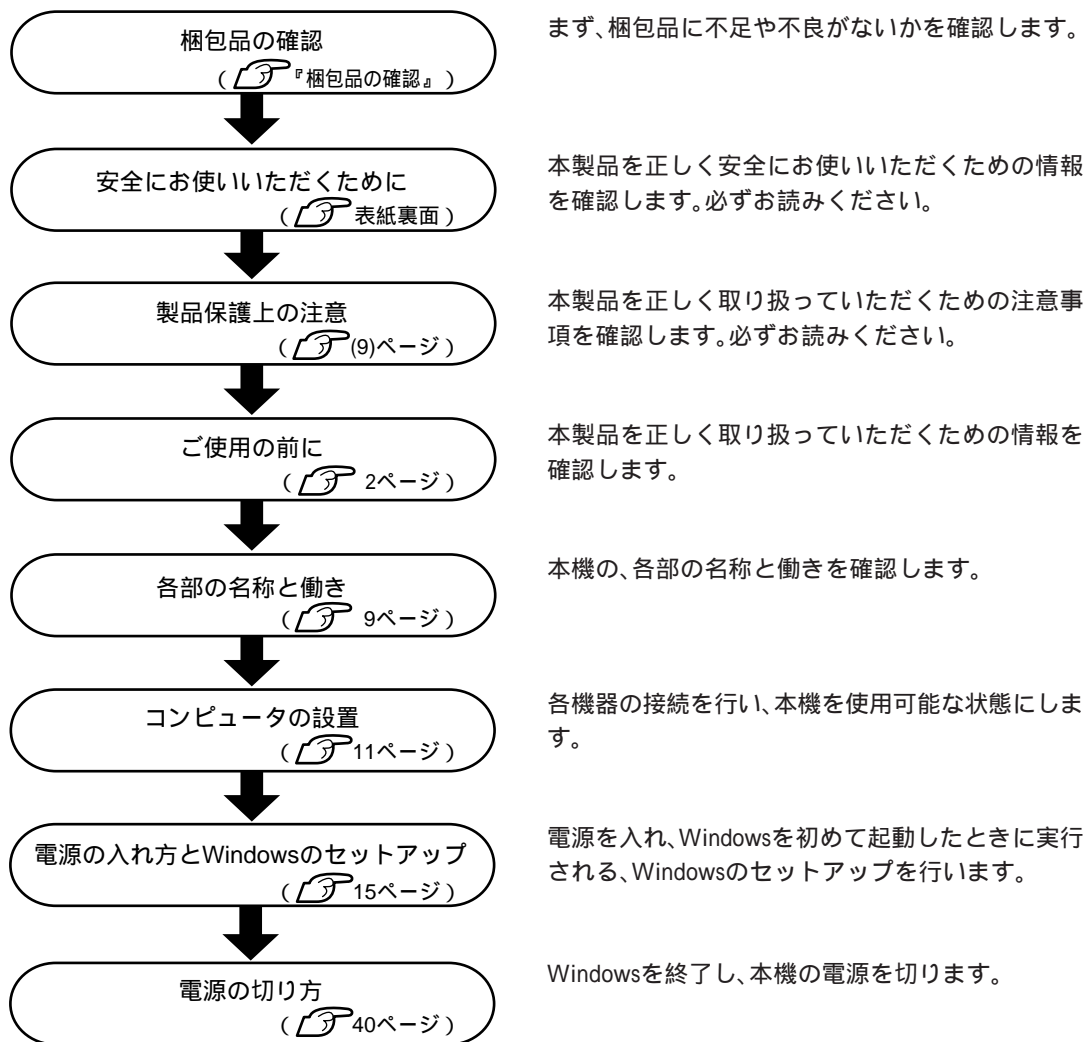 梱包品の確認
(『梱包品の確認』)
まず、梱包品に不足や不良がないかを確認します。
安全にお使いいただくために
(表紙裏面)
本製品を正しく安全にお使いいただくための情報
を確認します。必ずお読みください。
製品保護上の注意
((9)ページ)
本製品を正しく取り扱っていただくための注意事
項を確認します。必ずお読みください。
ご使用の前に
(2ページ)
本製品を正しく取り扱っていただくための情報を
確認します。
各部の名称と働き
(9ページ)
本機の、各部の名称と働きを確認します。
コンピュータの設置
(11ページ)
各機器の接続を行い、本機を使用可能な状態にしま
す。
電源の入れ方とWindowsのセットアップ
(15ページ)
電源を入れ、Windowsを初めて起動したときに実行
される、Windowsのセットアップを行います。
電源の切り方
(40ページ)
Windowsを終了し、本機の電源を切ります。